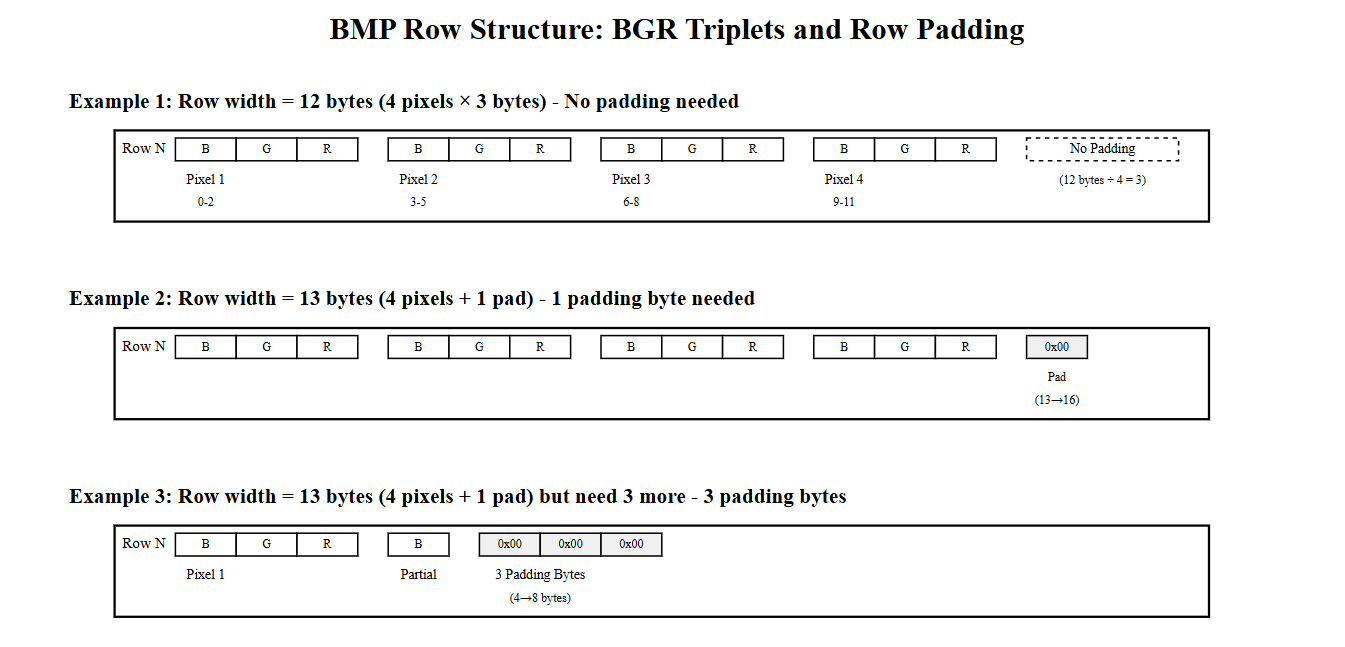 BMP Row Structure: BGR Triplets and Row Padding
Example 1: Row width = 12 bytes (4 pixels × 3 bytes) - No padding needed
Row N B G R B G R B G R B G R No Padding
Pixel 1 Pixel 2 Pixel 3 Pixel 4 (12 bytes ÷ 4 = 3)
0-2 3-5 6-8 9-11
Example 2: Row width = 13 bytes (4 pixels + 1 pad) - 1 padding byte needed
Row N B G R B G R B G R B G R 0x00
Pad
(13→16)
Example 3: Row width = 13 bytes (4 pixels + 1 pad) but need 3 more - 3 padding bytes
Row N B G R B 0x00 0x00 0x00
Pixel 1 Partial 3 Padding Bytes
(4→8 bytes)